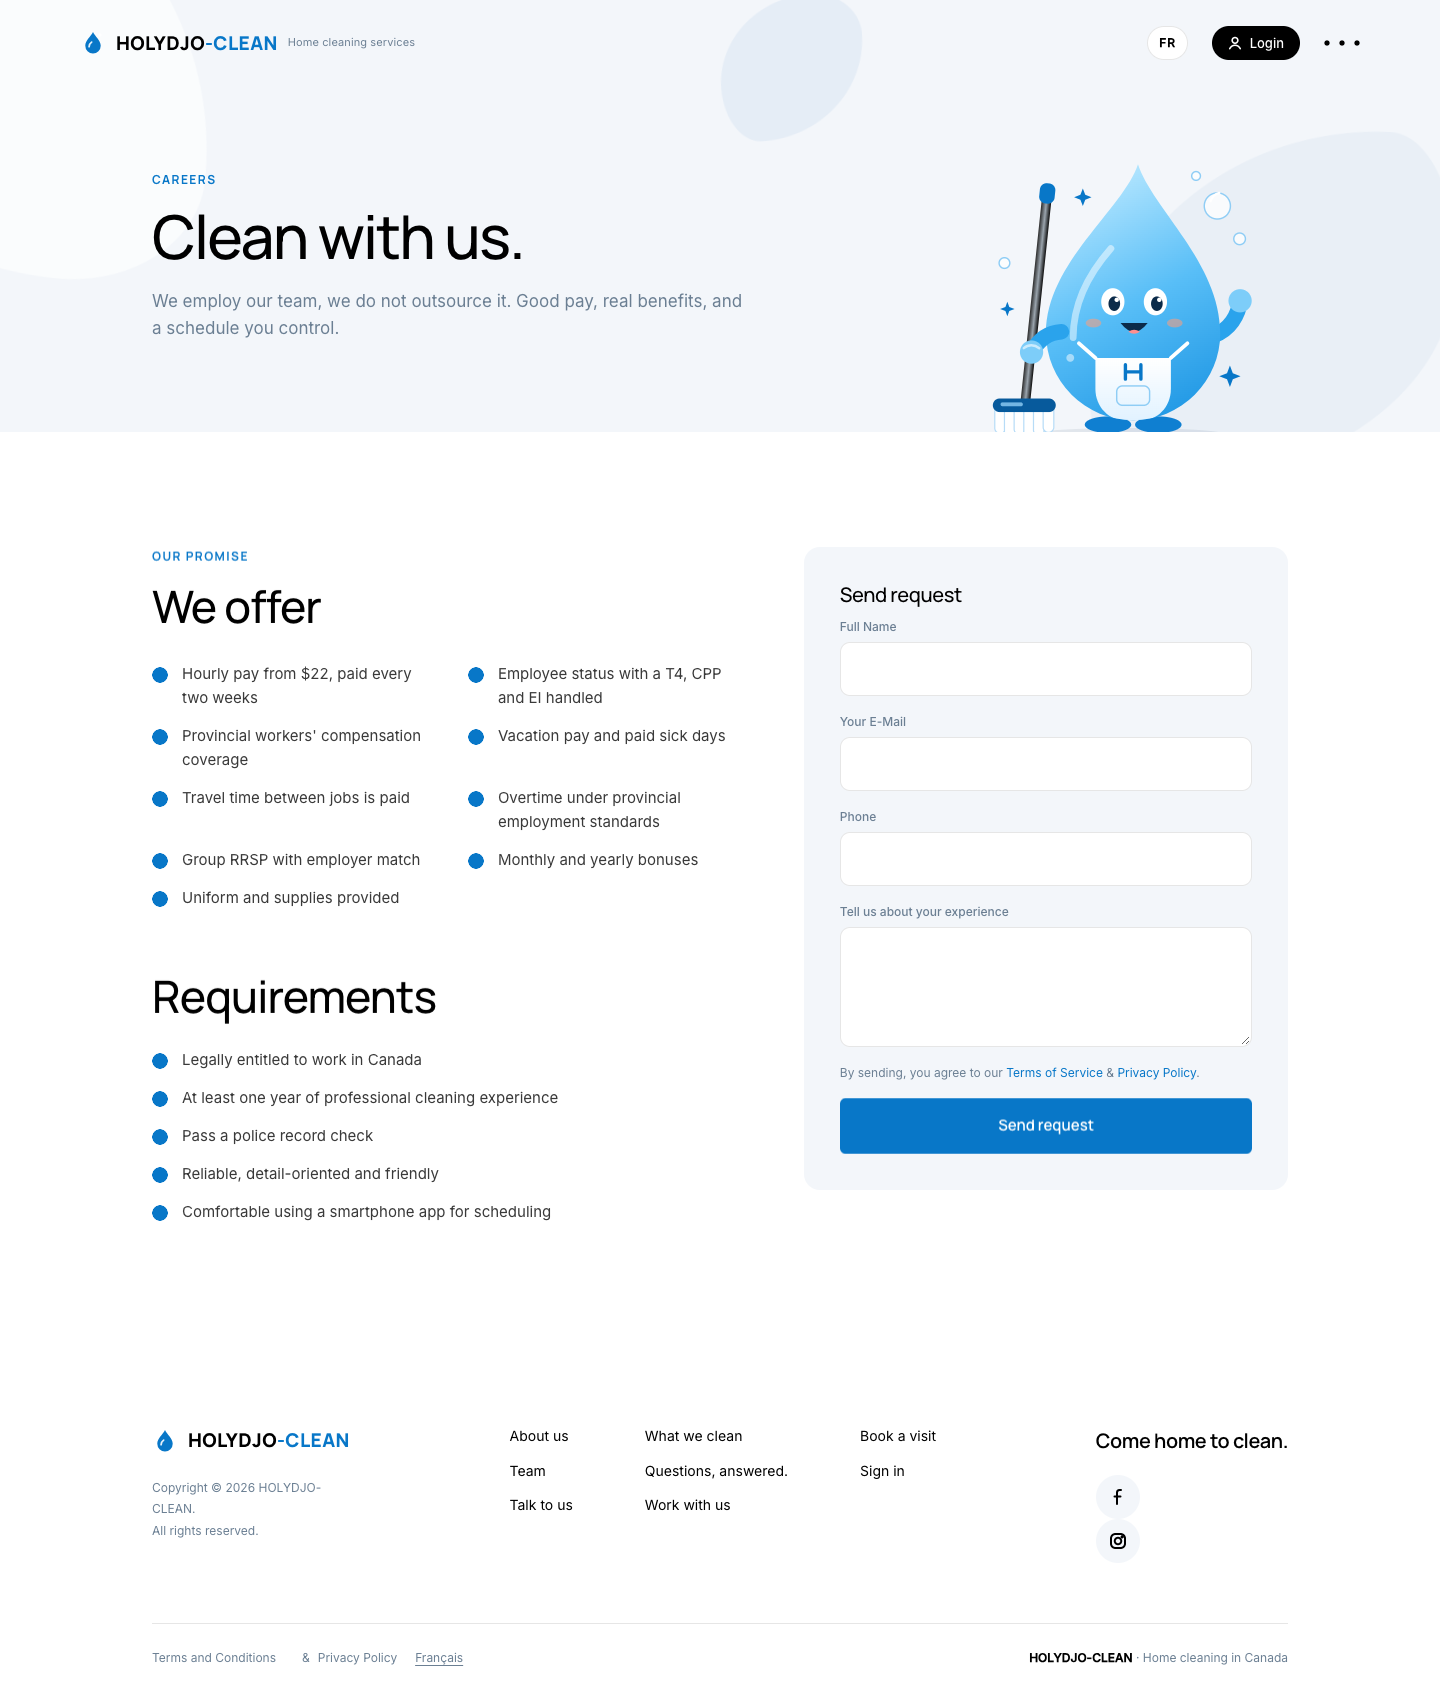 HOLYDJO-CLEAN Home cleaning services
FR
Login
CAREERS
Clean with us.
We employ our team, we do not outsource it. Good pay, real benefits, and
a schedule you control.
H
OUR PROMISE
We offer
Hourly pay from $22, paid every
two weeks
Employee status with a T4, CPP
and EI handled
Provincial workers' compensation
coverage
Vacation pay and paid sick days
Travel time between jobs is paid
Overtime under provincial
employment standards
Group RRSP with employer match
Monthly and yearly bonuses
Uniform and supplies provided
Requirements
Legally entitled to work in Canada
At least one year of professional cleaning experience
Pass a police record check
Reliable, detail-oriented and friendly
Comfortable using a smartphone app for scheduling
Send request
Full Name
Your E-Mail
Phone
Tell us about your experience
By sending, you agree to our Terms of Service & Privacy Policy.
Send request
HOLYDJO-CLEAN
Copyright © 2026 HOLYDJO-
CLEAN.
All rights reserved.
About us
Team
Talk to us
What we clean
Questions, answered.
Work with us
Book a visit
Sign in
Come home to clean.
Terms and Conditions & Privacy Policy Français
HOLYDJO-CLEAN · Home cleaning in Canada